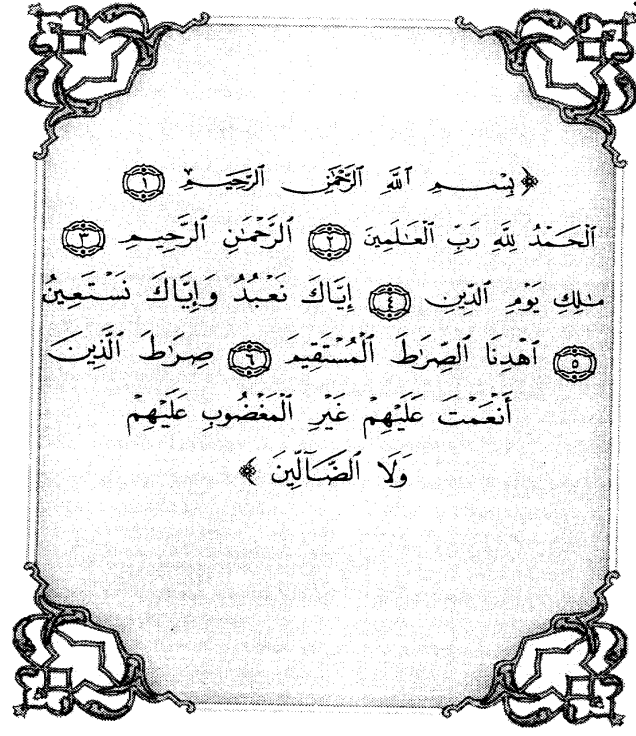 ﴿ بِسْمِ ٱللَّهِ ٱلرَّحْمَٰنِ ٱلرَّحِيمِ ١
ٱلْحَمْدُ لِلَّهِ رَبِّ ٱلْعَـٰلَمِينَ ٢ ٱلرَّحْمَـٰنِ ٱلرَّحِيمِ ٣
مَـٰلِكِ يَوْمِ ٱلدِّينِ ٤ إِيَّاكَ نَعْبُدُ وَإِيَّاكَ نَسْتَعِينُ
٥ ٱهْدِنَا ٱلصِّرَٰطَ ٱلْمُسْتَقِيمَ ٦ صِرَٰطَ ٱلَّذِينَ
أَنْعَمْتَ عَلَيْهِمْ غَيْرِ ٱلْمَغْضُوبِ عَلَيْهِمْ
وَلَا ٱلضَّآلِّينَ ﴾